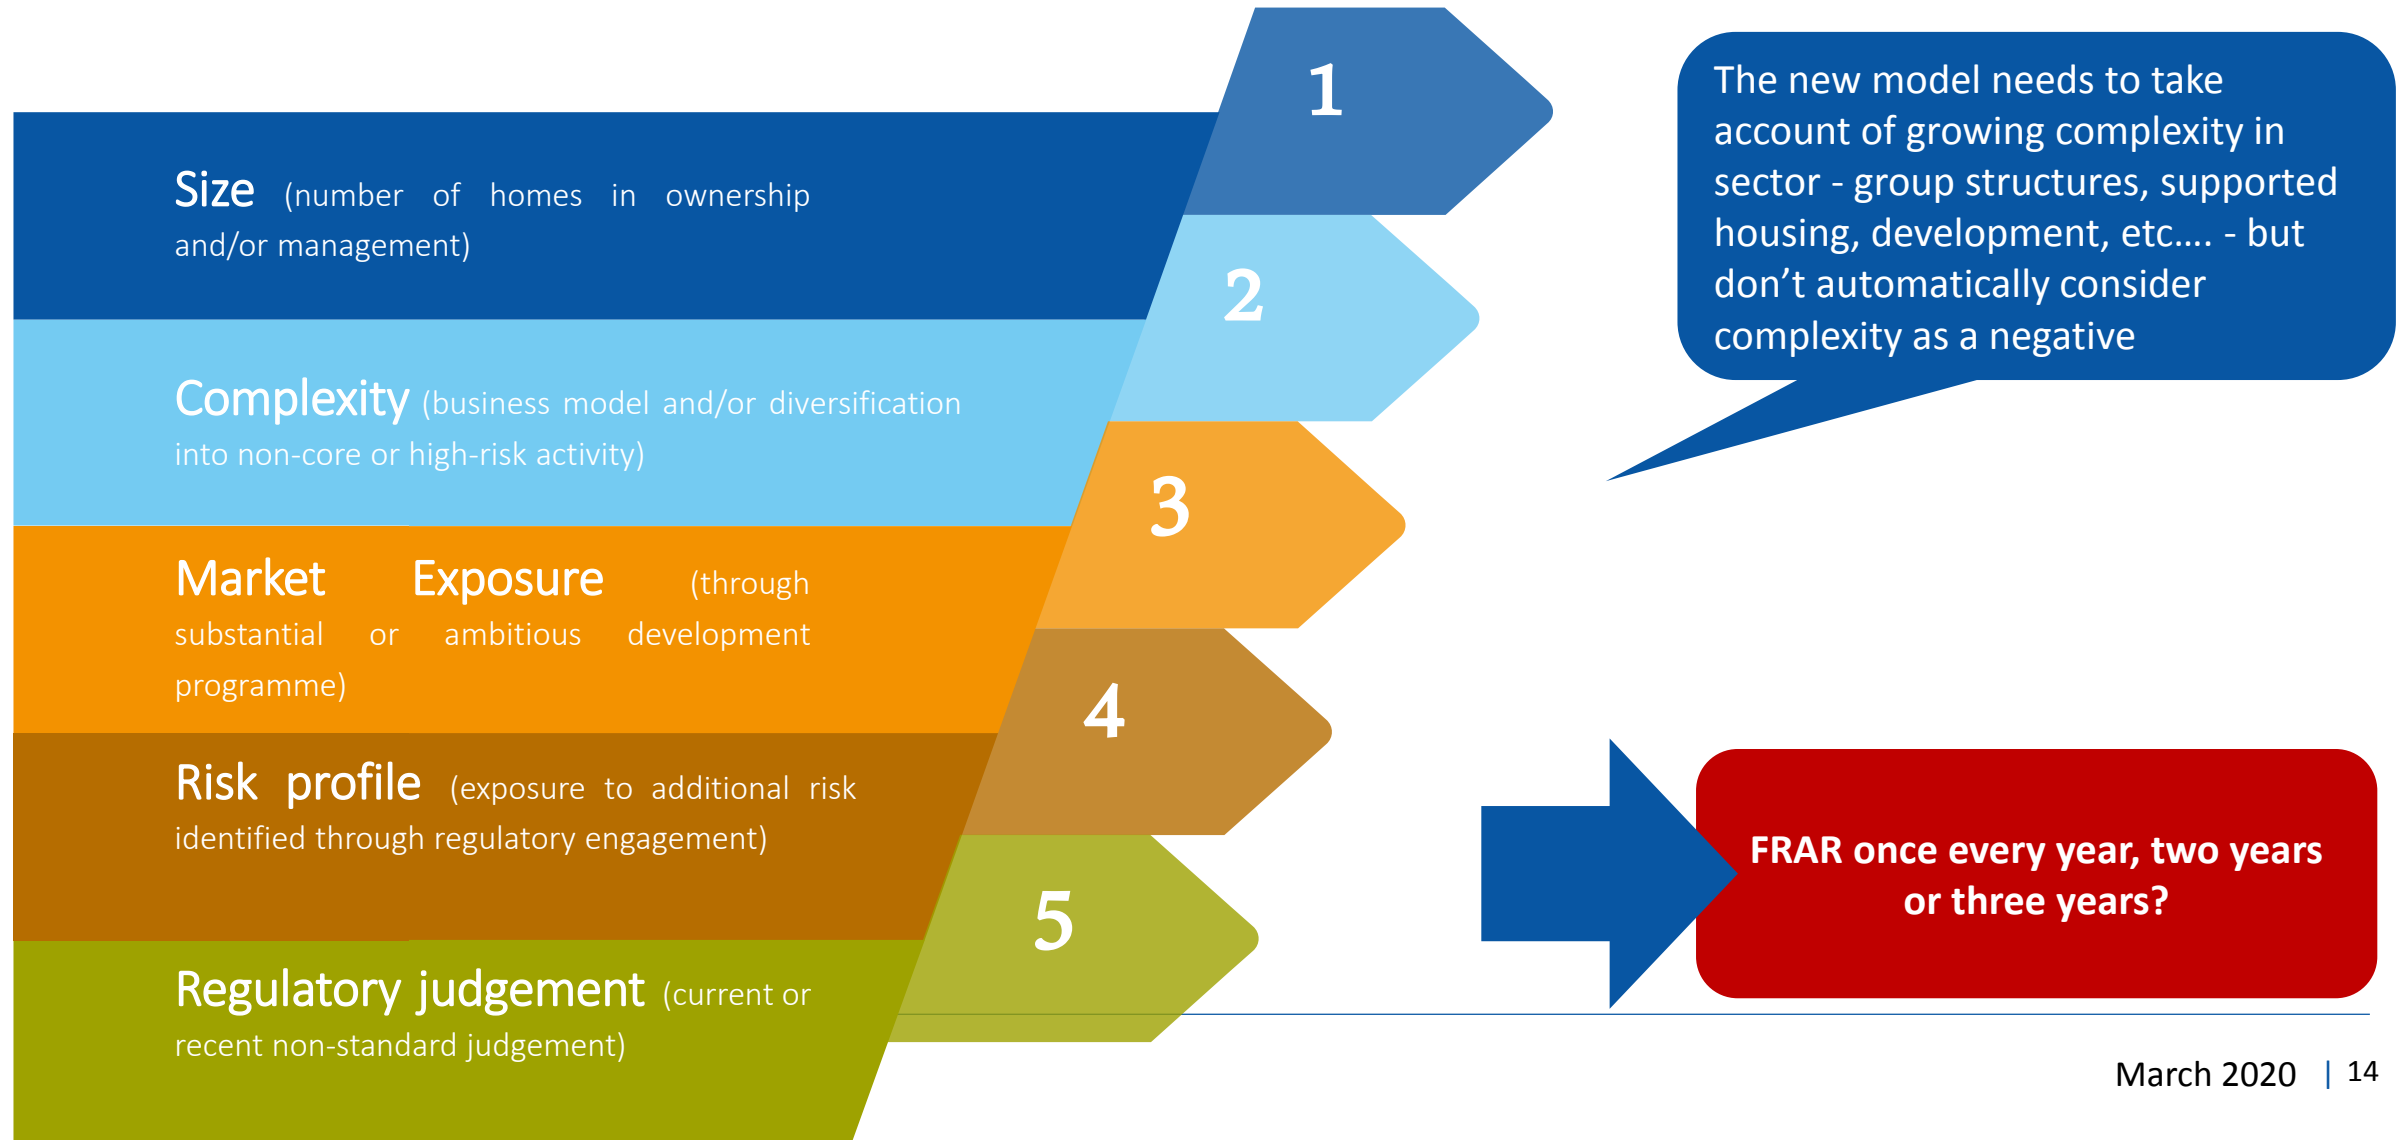 1
Size (number of homes in ownership
and/or management)
2
Complexity (business model and/or diversification
into non-core or high-risk activity)
3
Market Exposure (through
substantial or ambitious development
programme)
4
Risk profile (exposure to additional risk
identified through regulatory engagement)
5
Regulatory judgement (current or
recent non-standard judgement)
The new model needs to take
account of growing complexity in
sector - group structures, supported
housing, development, etc.... - but
don’t automatically consider
complexity as a negative
FRAR once every year, two years
or three years?
March 2020 | 14